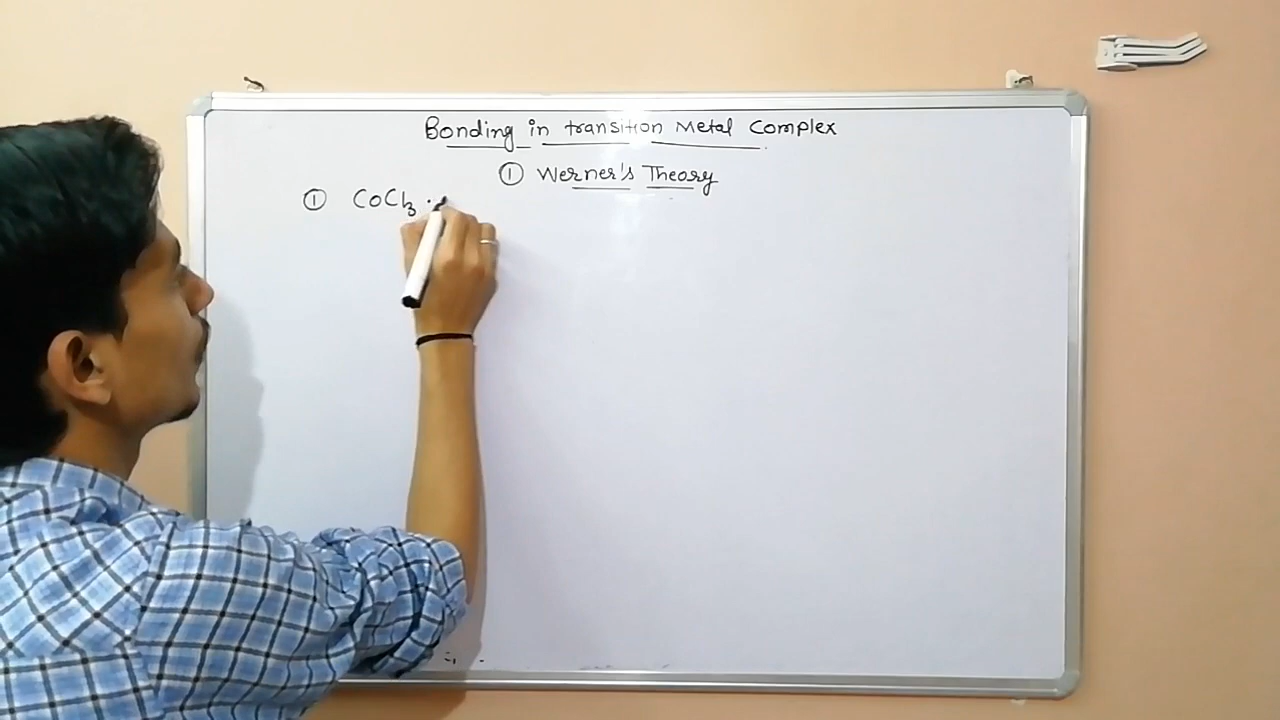 Bonding in transition Metal Complex
① Werner's Theory
① CoCl₃ ·